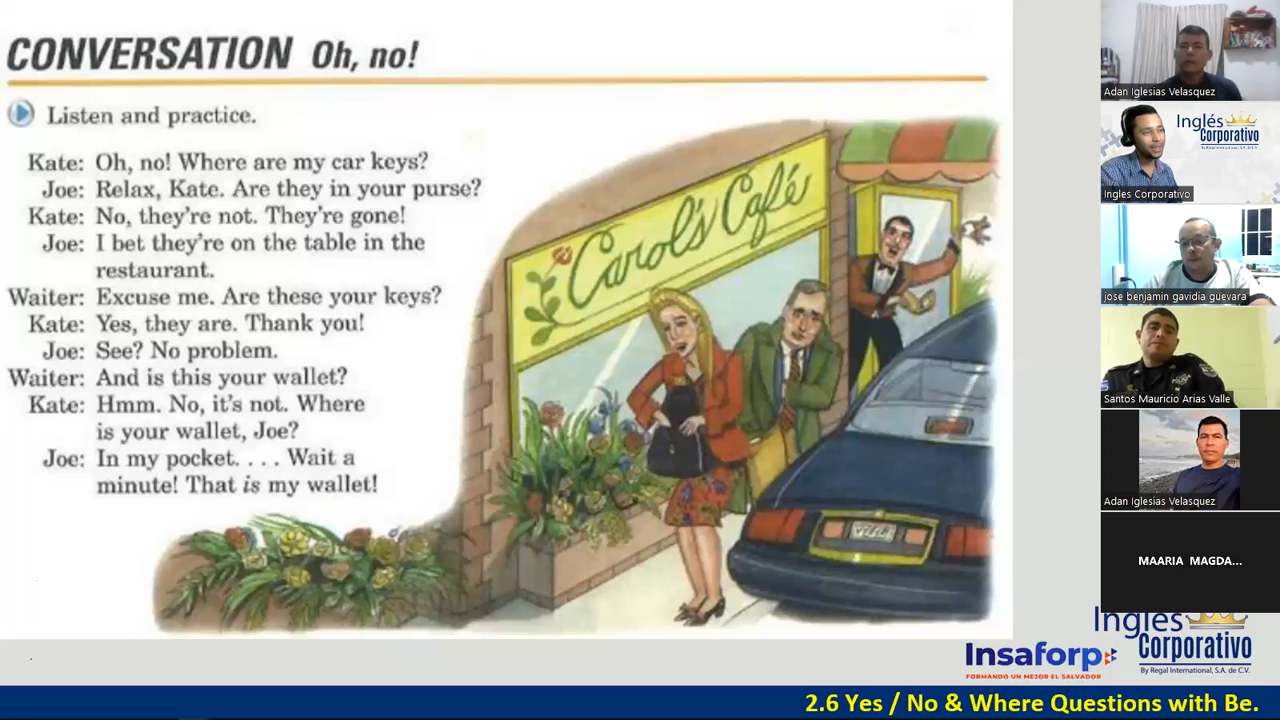 CONVERSATION Oh, no!
Listen and practice.
Kate: Oh, no! Where are my car keys?
Joe: Relax, Kate. Are they in your purse?
Kate: No, they're not. They're gone!
Joe: I bet they're on the table in the
restaurant.
Waiter: Excuse me. Are these your keys?
Kate: Yes, they are. Thank you!
Joe: See? No problem.
Waiter: And is this your wallet?
Kate: Hmm. No, it's not. Where
is your wallet, Joe?
Joe: In my pocket. . . . Wait a
minute! That is my wallet!
Carol's Café
Adan Iglesias Velasquez
Inglés
Corporativo
By Regal International, S.A. de C.V.
Ingles Corporativo
jose benjamin gavidia guevara
Santos Mauricio Arias Valle
Adan Iglesias Velasquez
MAARIA MAGDA...
Inglés
Corporativo
By Regal International, S.A. de C.V.
Insaforp
FORMANDO UN MEJOR EL SALVADOR
2.6 Yes / No & Where Questions with Be.